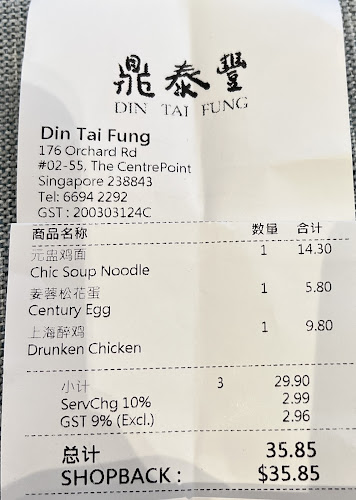 鼎泰豐
DIN TAI FUNG
Din Tai Fung
176 Orchard Rd
#02-55, The CentrePoint
Singapore 238843
Tel: 6694 2292
GST : 200303124C
商品名称 数量 合计
元盅鸡面 1 14.30
Chic Soup Noodle
姜蓉松花蛋 1 5.80
Century Egg
上海醉鸡 1 9.80
Drunken Chicken
小计 3 29.90
ServChg 10% 2.99
GST 9% (Excl.) 2.96
总计 35.85
SHOPBACK : $35.85